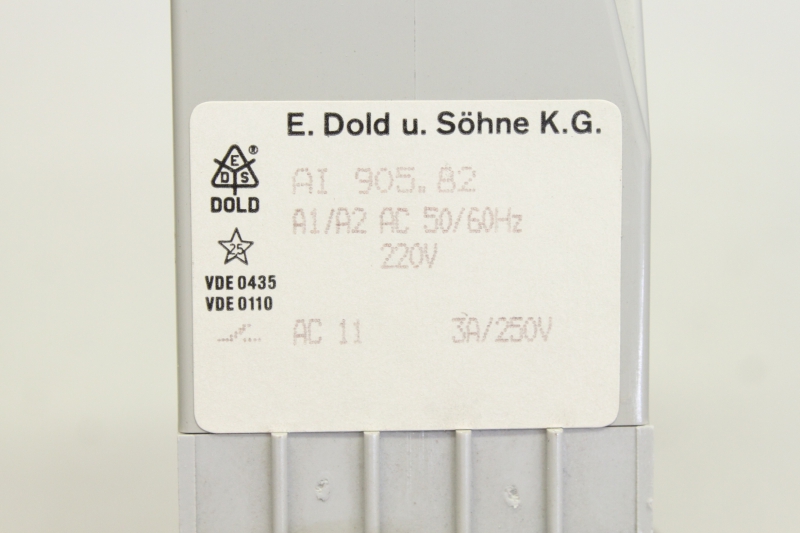 E. Dold u. Söhne K.G.
E
D S ®
DOLD
25
VDE 0435
VDE 0110
AI 905.82
A1/A2 AC 50/60Hz
220V
AC 11 3A/250V